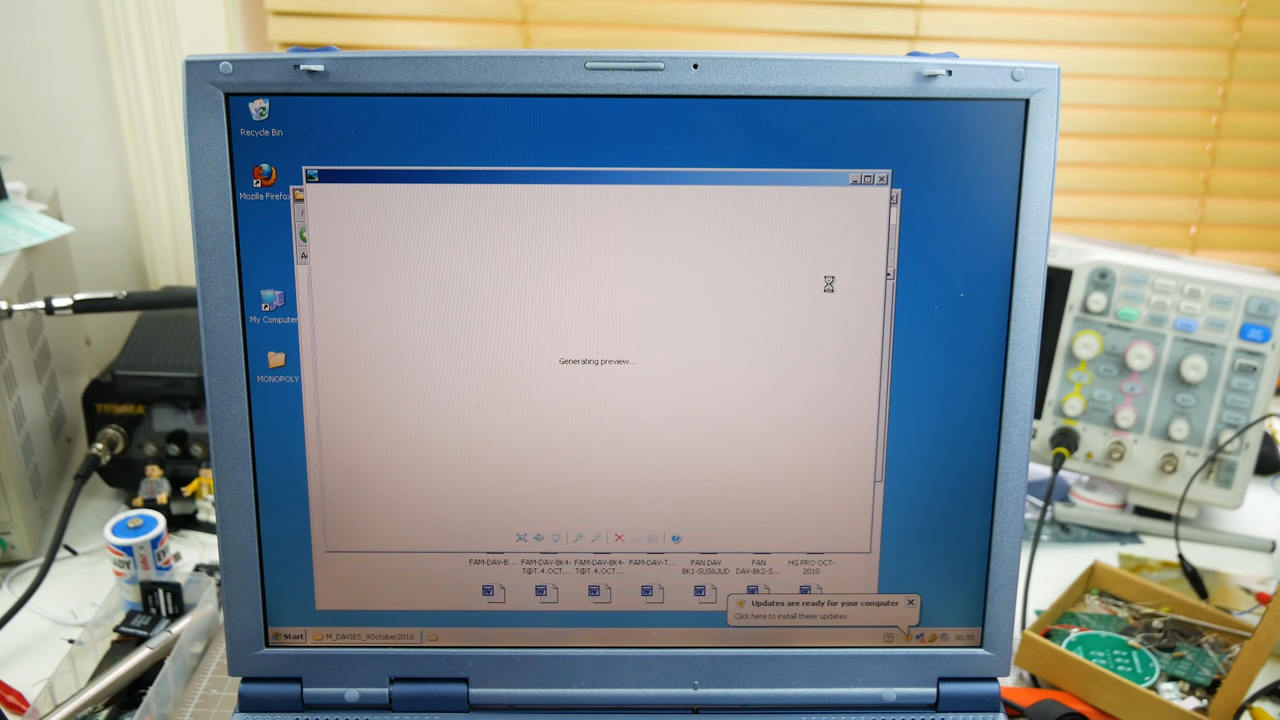 Recycle Bin
Mozilla Firefox
My Computer
MONOPOLY
Generating preview...
FAM-DAV-B...
FAM-DAV-BK4-
T@T.4.OCT...
FAM-DAV-BK4-
T@T.4.OCT...
FAM-DAV-T...
FAN DAV
BK1-SUS&JUD
FAN
DAV-BK2-S...
HG PRO OCT-
2010
Updates are ready for your computer
Click here to install these updates.
Start
M_DAVIES_9October2010
00:55
TENMA